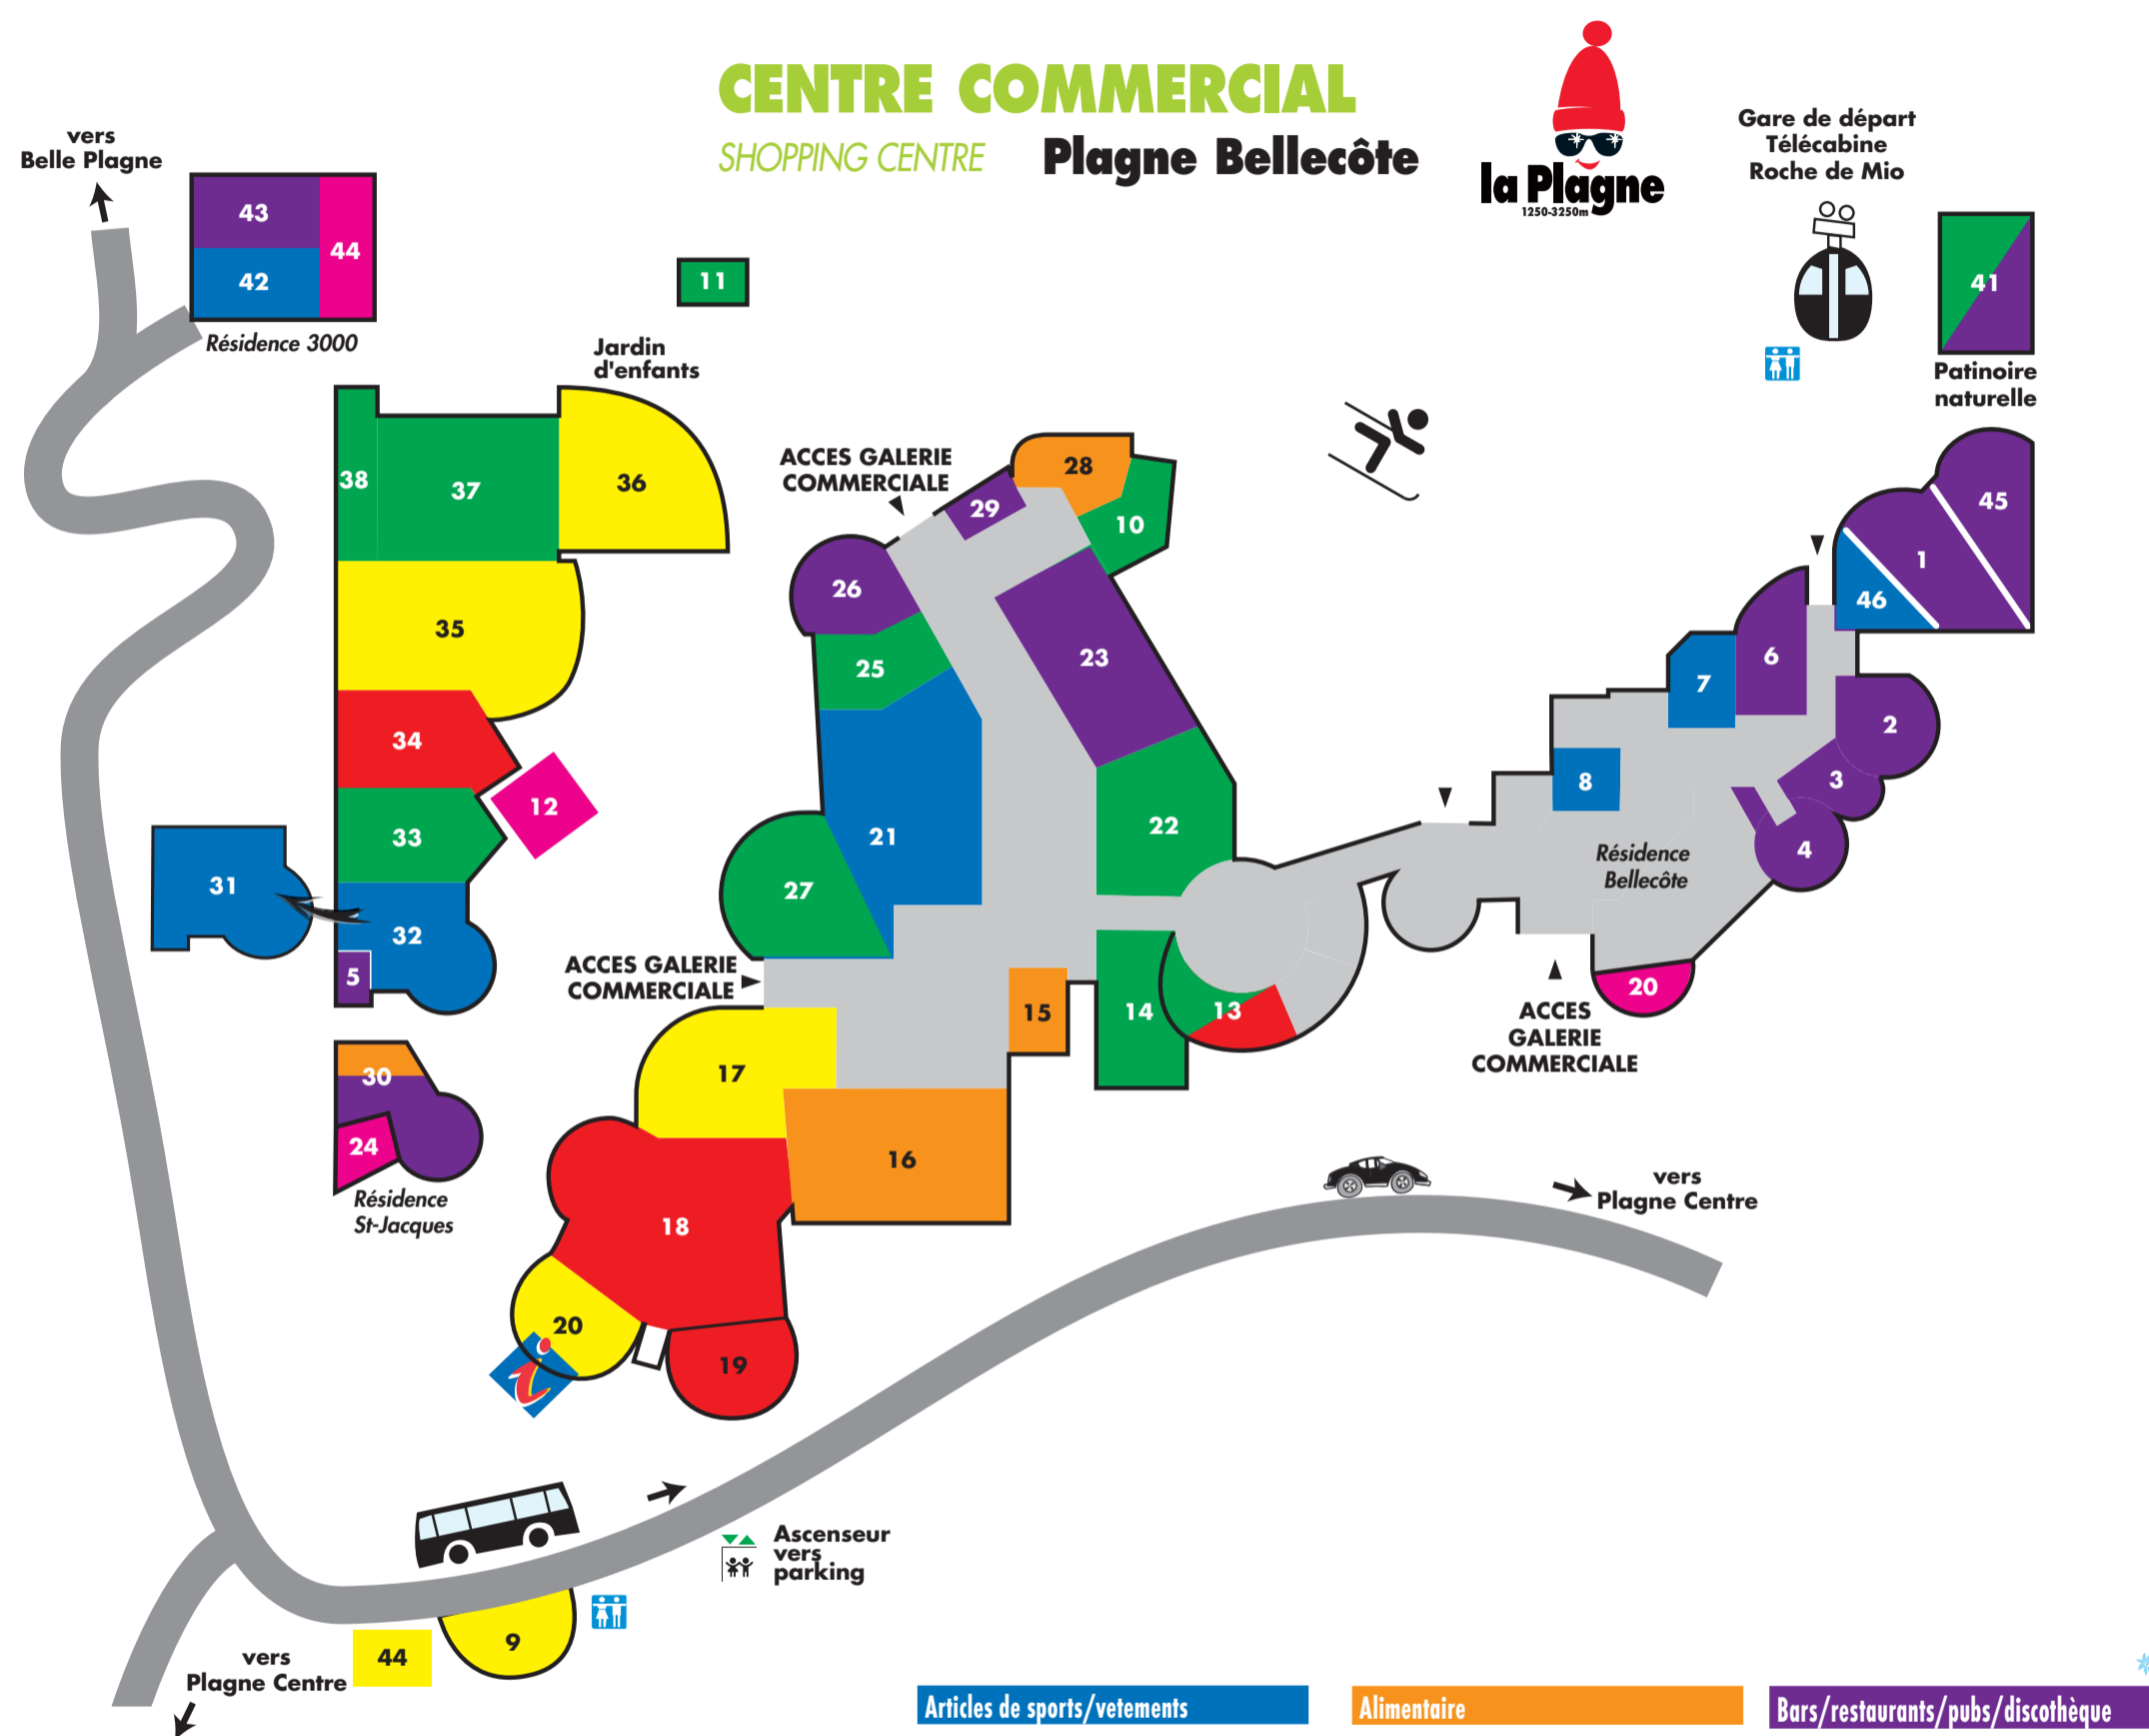 CENTRE COMMERCIAL
SHOPPING CENTRE Plagne Bellecôte
la Plagne
1250-3250m
Gare de départ
Télécabine
Roche de Mio
vers
Belle Plagne
43
44
42
Résidence 3000
11
41
Patinoire
naturelle
Jardin
d'enfants
38
37
36
35
34
12
33
31
32
5
30
24
Résidence
St-Jacques
ACCES GALERIE
COMMERCIALE
28
29
10
26
25
23
21
22
27
ACCES GALERIE
COMMERCIALE
15
14
13
17
16
18
20
19
45
1
46
6
7
2
3
8
4
Résidence
Bellecôte
20
ACCES
GALERIE
COMMERCIALE
vers
Plagne Centre
Ascenseur
vers
parking
9
44
vers
Plagne Centre
Articles de sports/vetements
Alimentaire
Bars/restaurants/pubs/discothèque